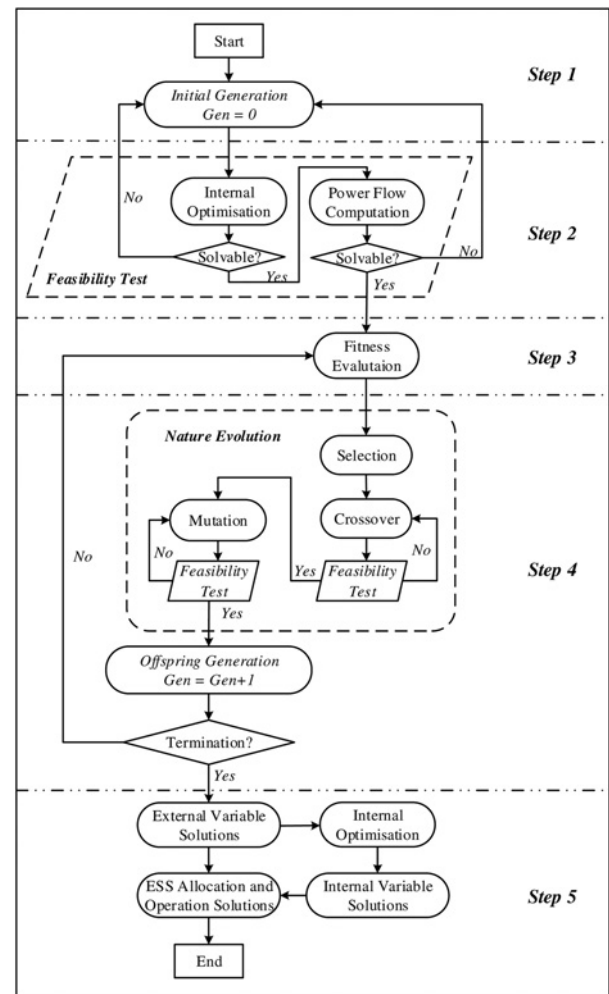 Start
Step 1
Initial Generation
Gen = 0
No
Internal
Optimisation
Power Flow
Computation
Step 2
Solvable?
Yes
Solvable?
No
Feasibility Test
Yes
Fitness
Evalutaion
Step 3
Nature Evolution
Selection
Mutation
Crossover
No
No
Yes
No
Feasibility
Test
Feasibility
Test
Step 4
Yes
Offspring Generation
Gen = Gen+1
Termination?
Yes
External Variable
Solutions
Internal
Optimisation
ESS Allocation and
Operation Solutions
Internal Variable
Solutions
Step 5
End